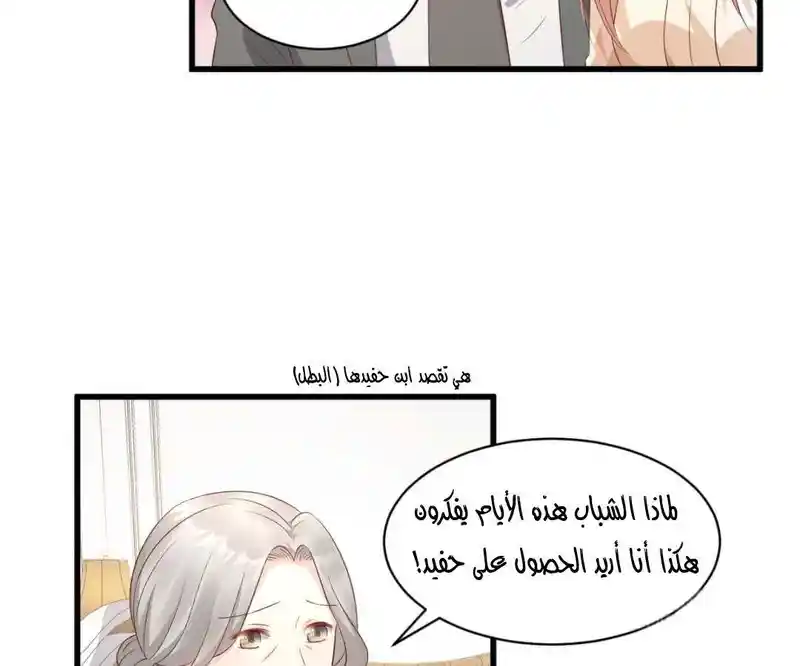 هي تقصد ابن حفيدها (البطل)
لماذا الشباب هذه الأيام يفكرون
هكذا أنا أريد الحصول على حفيد!